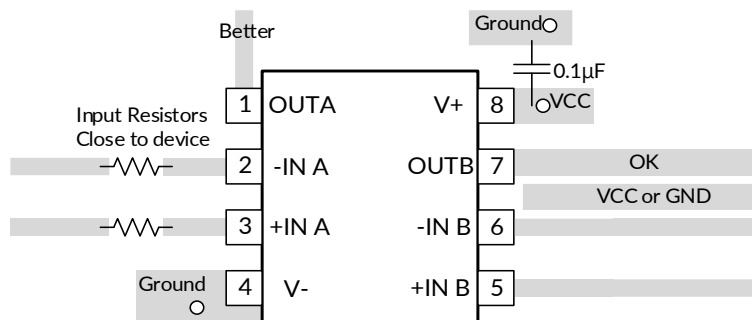 Better
Ground
0.1µF
VCC
1 OUTA
V+ 8
Input Resistors
Close to device
2 -IN A
OUTB 7
OK
VCC or GND
3 +IN A
-IN B 6
Ground
4 V-
+IN B 5